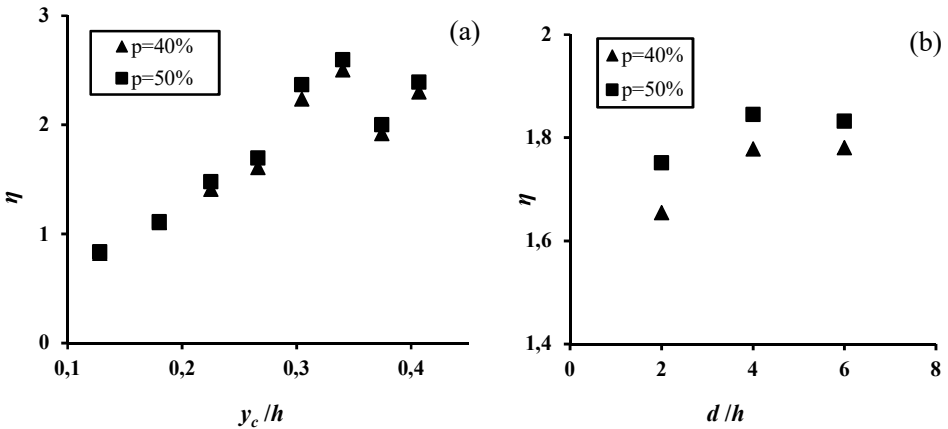 (a)
p=40%
p=50%
3
2
1
0
η
0,1
0,2
0,3
0,4
y_c /h
(b)
p=40%
p=50%
2
1,8
1,6
1,4
η
0
2
4
6
8
d /h